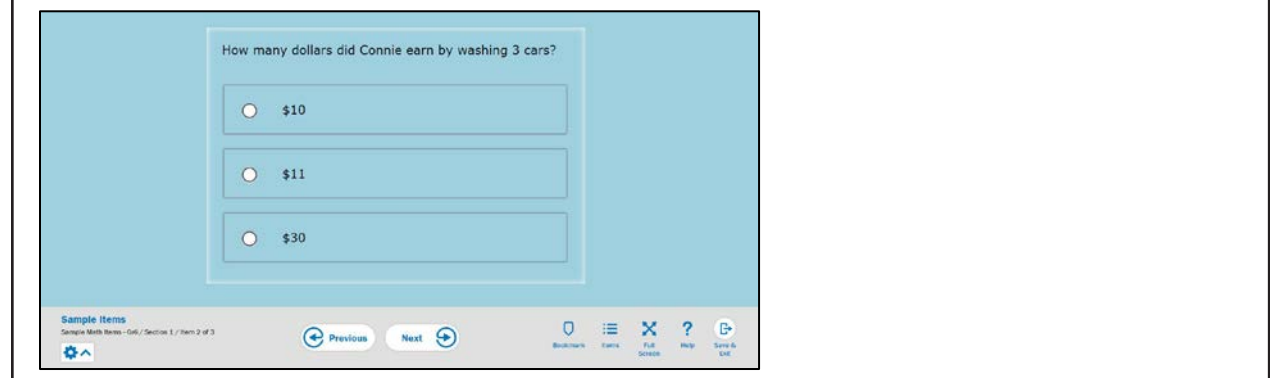 How many dollars did Connie earn by washing 3 cars?
$10
$11
$30
Sample Items
Sample Math Items - Gr6 / Section 1 / Item 2 of 3
Previous
Next
Bookmark
Items
Full
Screen
?
Help
Save &
Exit